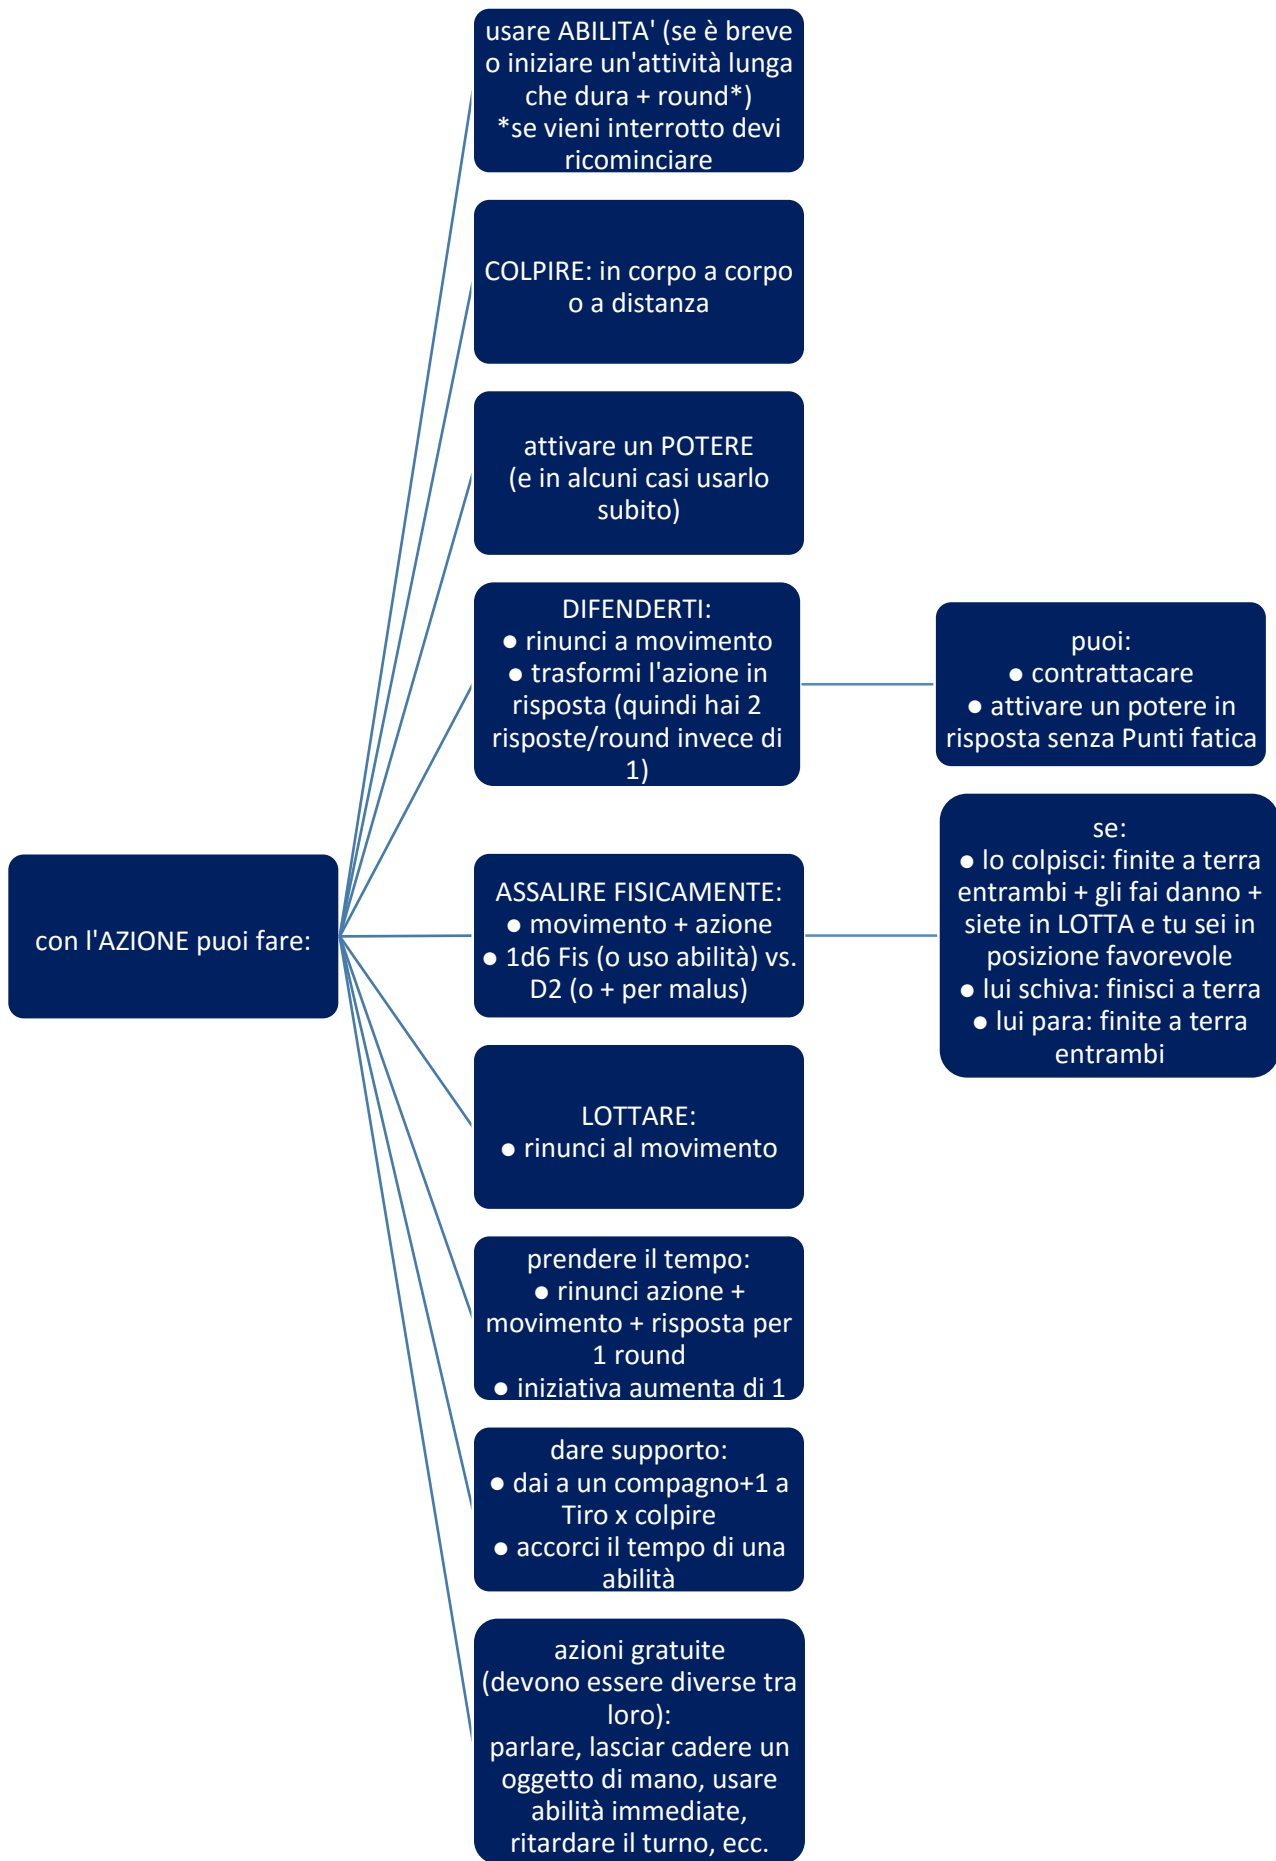 usare ABILITA' (se è breve
o iniziare un'attività lunga
che dura + round*)
*se vieni interrotto devi
ricominciare
COLPIRE: in corpo a corpo
o a distanza
attivare un POTERE
(e in alcuni casi usarlo
subito)
DIFENDERTI:
● rinunci a movimento
● trasformi l'azione in
risposta (quindi hai 2
risposte/round invece di
1)
puoi:
● contrattacare
● attivare un potere in
risposta senza Punti fatica
con l'AZIONE puoi fare:
ASSALIRE FISICAMENTE:
● movimento + azione
● 1d6 Fis (o uso abilità) vs.
D2 (o + per malus)
se:
● lo colpisci: finite a terra
entrambi + gli fai danno +
siete in LOTTA e tu sei in
posizione favorevole
● lui schiva: finisci a terra
● lui para: finite a terra
entrambi
LOTTARE:
● rinunci al movimento
prendere il tempo:
● rinunci azione +
movimento + risposta per
1 round
● iniziativa aumenta di 1
dare supporto:
● dai a un compagno+1 a
Tiro x colpire
● accorci il tempo di una
abilità
azioni gratuite
(devono essere diverse tra
loro):
parlare, lasciar cadere un
oggetto di mano, usare
abilità immediate,
ritardare il turno, ecc.